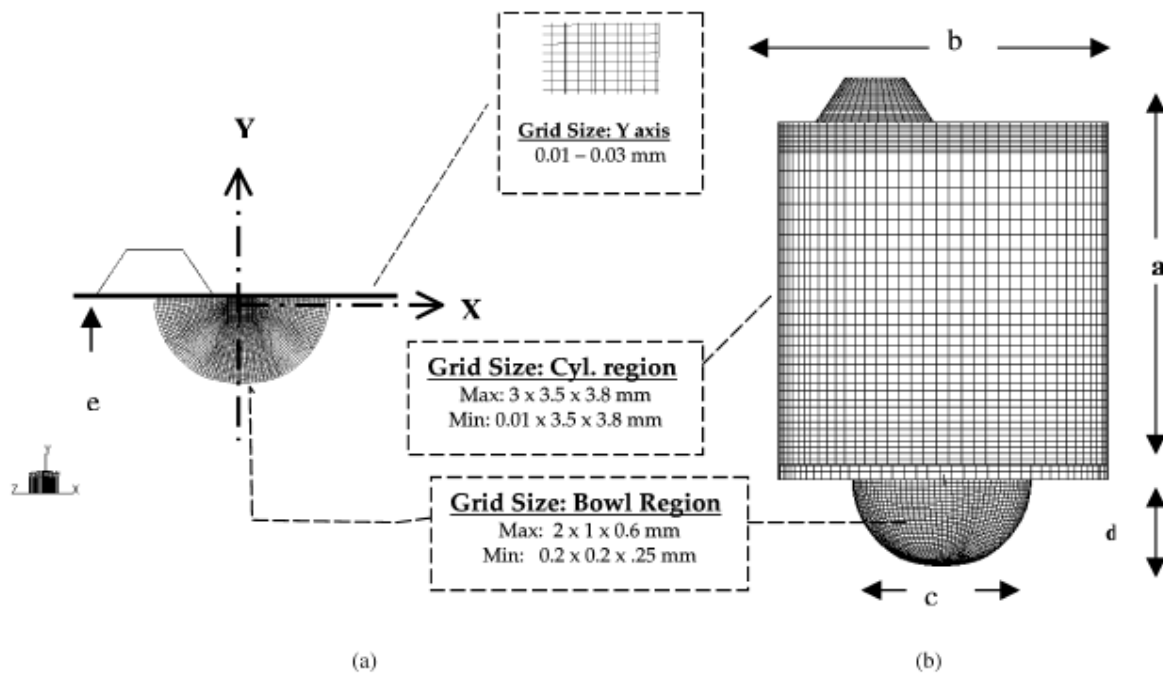 b
Grid Size: Y axis
0.01 – 0.03 mm
Y
a
X
Grid Size: Cyl. region
Max: 3 x 3.5 x 3.8 mm
Min: 0.01 x 3.5 x 3.8 mm
e
Y
Z
X
Grid Size: Bowl Region
Max: 2 x 1 x 0.6 mm
Min: 0.2 x 0.2 x .25 mm
d
c
(a)
(b)